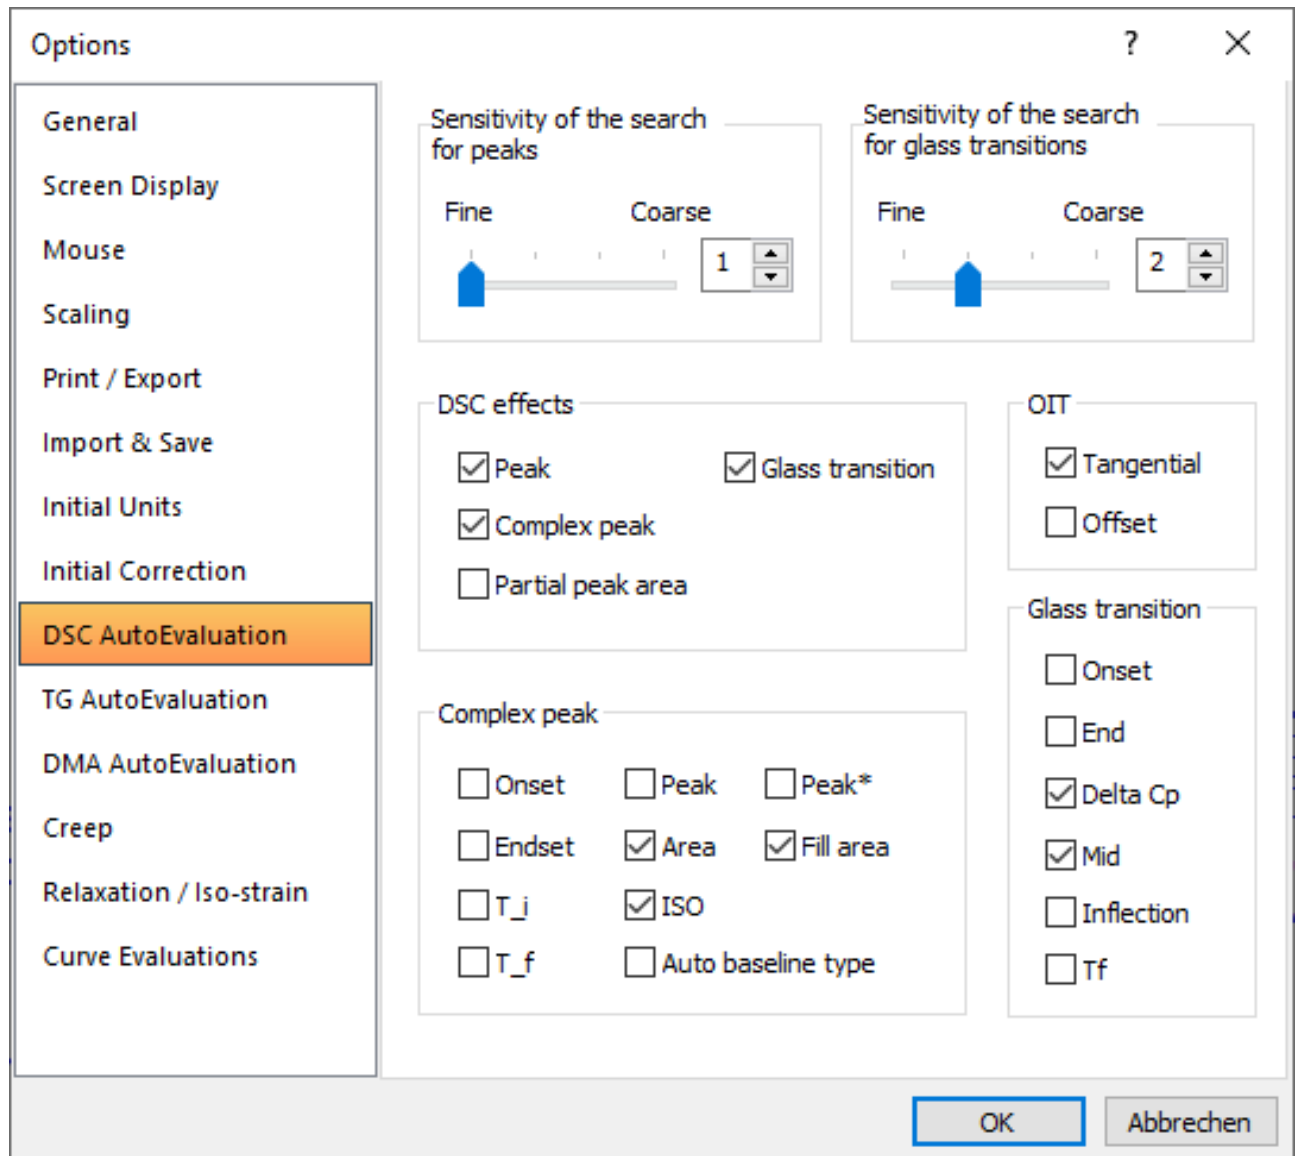 Options
?
General
Screen Display
Mouse
Scaling
Print / Export
Import & Save
Initial Units
Initial Correction
DSC AutoEvaluation
TG AutoEvaluation
DMA AutoEvaluation
Creep
Relaxation / Iso-strain
Curve Evaluations
Sensitivity of the search
for peaks
Fine Coarse
1
Sensitivity of the search
for glass transitions
Fine Coarse
2
DSC effects
Peak Glass transition
Complex peak
Partial peak area
OIT
Tangential
Offset
Complex peak
Onset Peak Peak*
Endset Area Fill area
T_i ISO
T_f Auto baseline type
Glass transition
Onset
End
Delta Cp
Mid
Inflection
Tf
OK Abbrechen